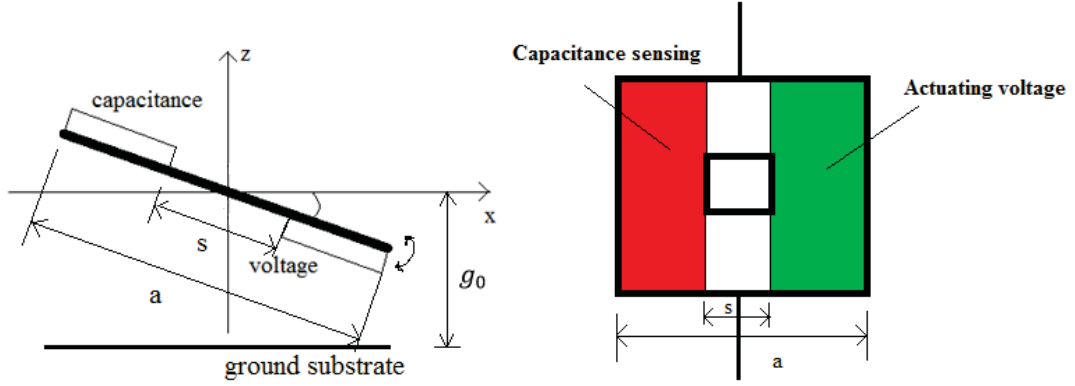 z
capacitance
x
s
voltage
a
g₀
ground substrate
Capacitance sensing
Actuating voltage
s
a